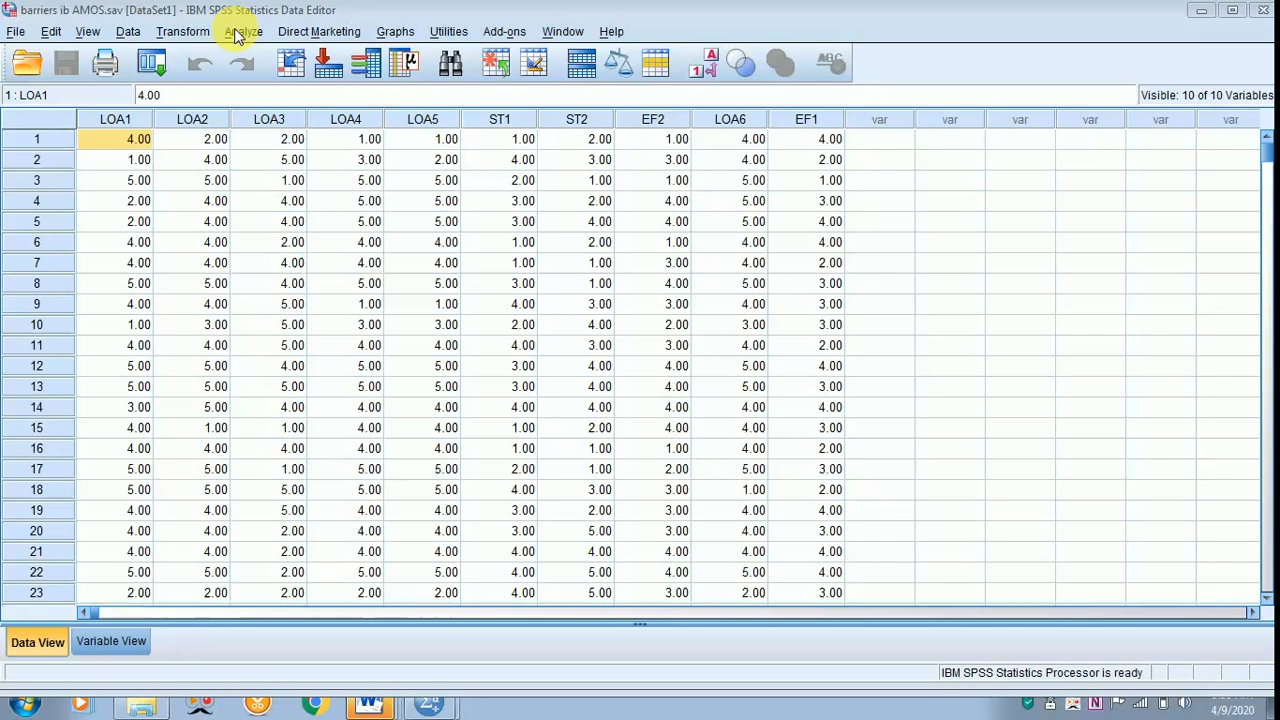 barriers ib AMOS.sav [DataSet1] - IBM SPSS Statistics Data Editor
File Edit View Data Transform Analyze Direct Marketing Graphs Utilities Add-ons Window Help
1 : LOA1 4.00 Visible: 10 of 10 Variables
LOA1 LOA2 LOA3 LOA4 LOA5 ST1 ST2 EF2 LOA6 EF1 var var var var var var
1 4.00 2.00 2.00 1.00 1.00 1.00 2.00 1.00 4.00 4.00
2 1.00 4.00 5.00 3.00 2.00 4.00 3.00 3.00 4.00 2.00
3 5.00 5.00 1.00 5.00 5.00 2.00 1.00 1.00 5.00 1.00
4 2.00 4.00 4.00 5.00 5.00 3.00 2.00 4.00 5.00 3.00
5 2.00 4.00 4.00 5.00 5.00 3.00 4.00 4.00 5.00 3.00
6 4.00 4.00 2.00 4.00 4.00 1.00 2.00 1.00 4.00 4.00
7 4.00 4.00 4.00 4.00 4.00 1.00 1.00 3.00 4.00 2.00
8 5.00 5.00 4.00 5.00 5.00 3.00 1.00 4.00 5.00 3.00
9 4.00 4.00 5.00 1.00 1.00 4.00 3.00 3.00 4.00 3.00
10 1.00 3.00 5.00 3.00 3.00 2.00 4.00 2.00 3.00 3.00
11 4.00 4.00 5.00 4.00 4.00 4.00 3.00 3.00 4.00 2.00
12 5.00 5.00 4.00 5.00 5.00 3.00 4.00 4.00 5.00 4.00
13 5.00 5.00 5.00 5.00 5.00 3.00 4.00 4.00 5.00 4.00
14 3.00 5.00 4.00 4.00 4.00 4.00 4.00 4.00 4.00 4.00
15 4.00 1.00 1.00 4.00 4.00 1.00 2.00 4.00 4.00 3.00
16 4.00 4.00 3.00 4.00 4.00 1.00 1.00 1.00 4.00 2.00
17 5.00 5.00 1.00 5.00 5.00 2.00 1.00 2.00 5.00 3.00
18 5.00 5.00 5.00 5.00 5.00 4.00 3.00 3.00 1.00 2.00
19 4.00 4.00 5.00 4.00 4.00 3.00 2.00 3.00 4.00 3.00
20 4.00 4.00 2.00 4.00 4.00 3.00 5.00 3.00 4.00 3.00
21 4.00 4.00 2.00 4.00 4.00 4.00 4.00 4.00 4.00 4.00
22 5.00 5.00 2.00 5.00 5.00 4.00 5.00 4.00 5.00 4.00
23 2.00 2.00 2.00 2.00 2.00 4.00 5.00 3.00 2.00 3.00
Data View Variable View
IBM SPSS Statistics Processor is ready
4/9/2020